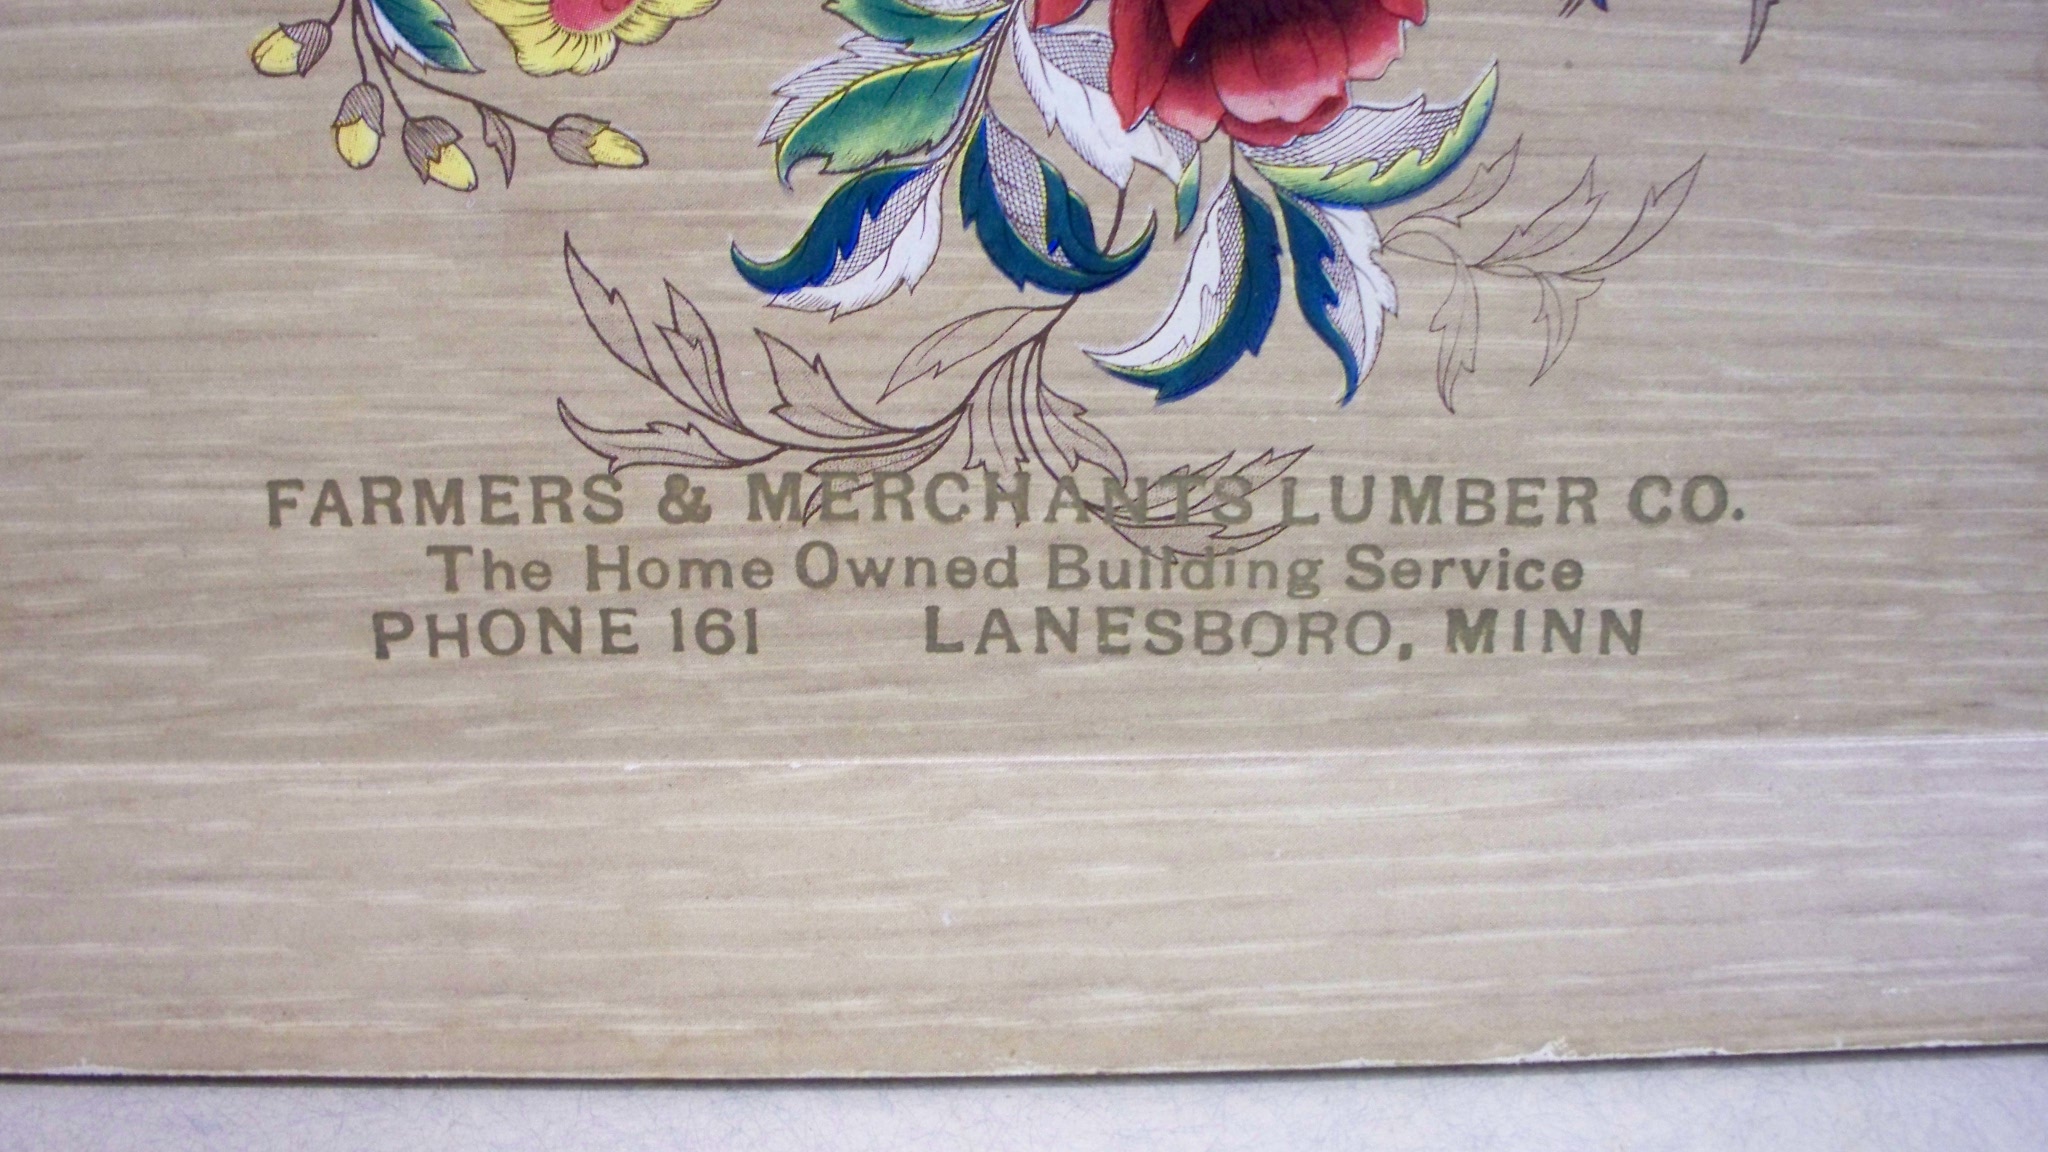 FARMERS & MERCHANTS LUMBER CO.
The Home Owned Building Service
PHONE 161 LANESBORO, MINN